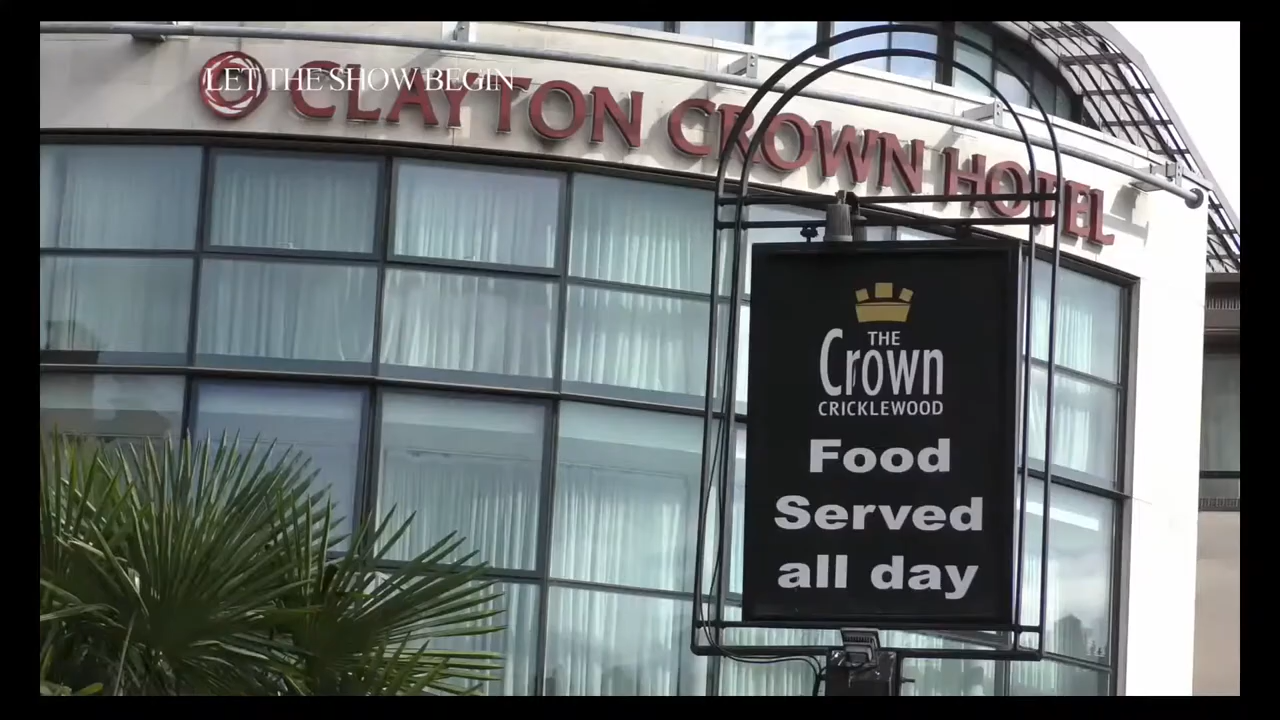 LET THE SHOW BEGIN
CLAYTON CROWN HOTEL
THE
Crown
CRICKLEWOOD
Food
Served
all day